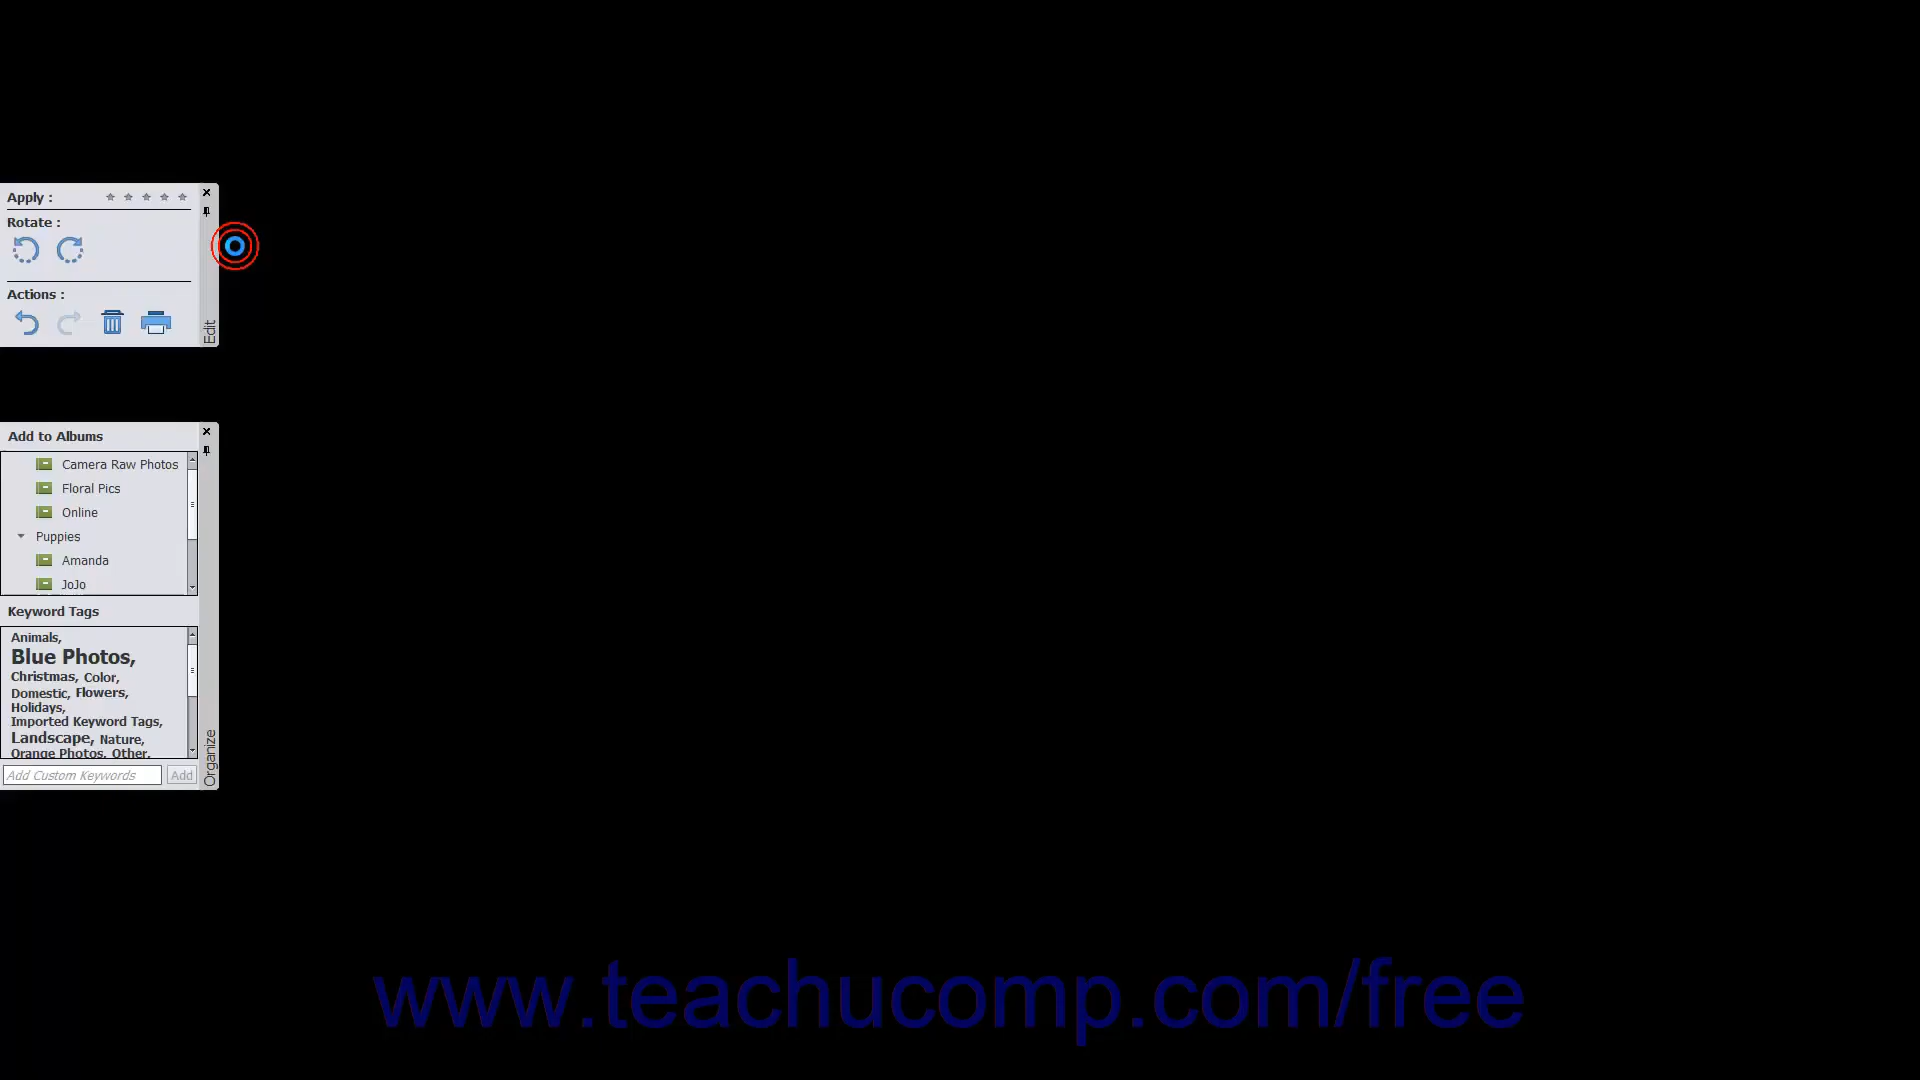 Apply :
Rotate :
Actions :
Edit
Add to Albums
Camera Raw Photos
Floral Pics
Online
Puppies
Amanda
JoJo
Keyword Tags
Animals,
Blue Photos,
Christmas, Color,
Domestic, Flowers,
Holidays,
Imported Keyword Tags,
Landscape, Nature,
Orange Photos, Other,
Add Custom Keywords Add
Organize
www.teachucomp.com/free